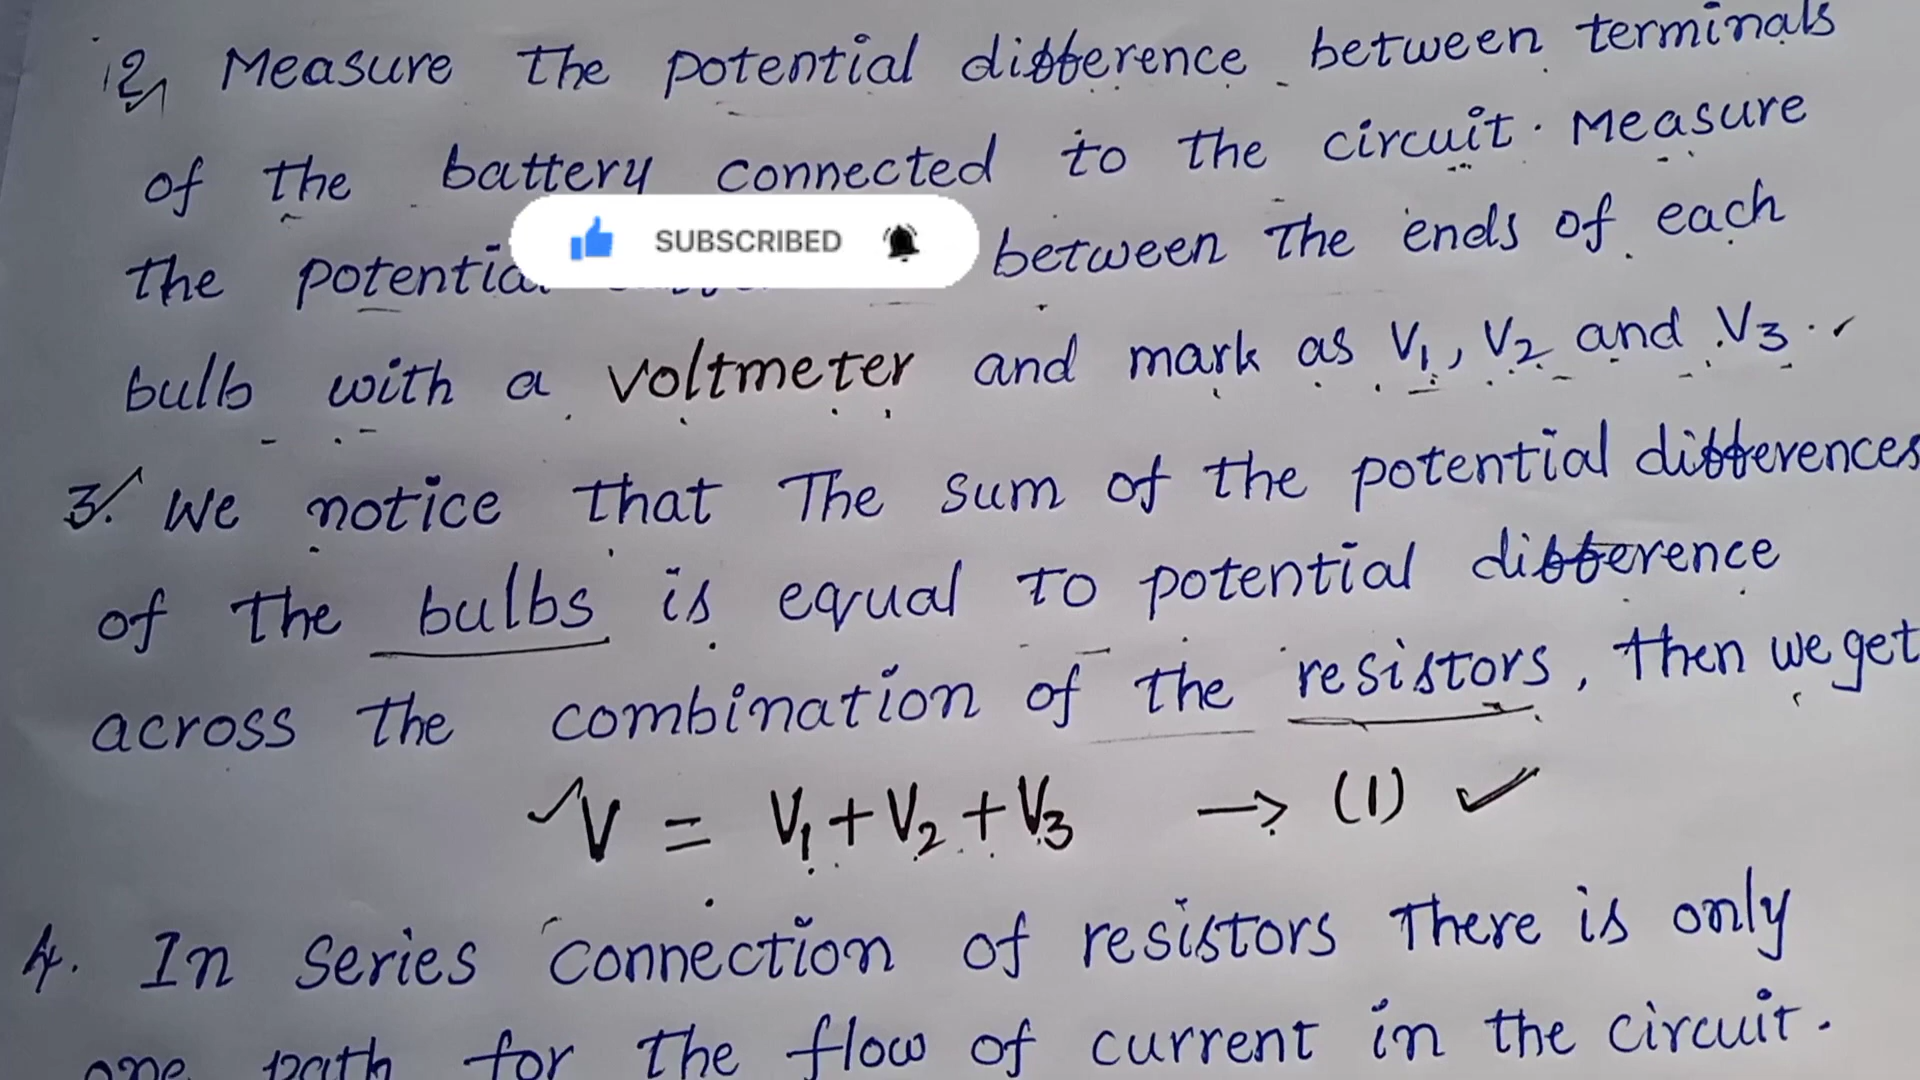 2, Measure the potential difference between terminals
of the battery connected to the circuit. Measure
the between the ends of each
SUBSCRIBED
bulb with a voltmeter and mark as V₁, V₂ and V₃.
3. We notice that The sum of the potential differences
of the bulbs is equal to potential difference
across the combination of the resistors, then we get
V = V₁+V₂+V₃ → (1)
4. In series connection of resistors There is only
one path for the flow of current in the circuit.